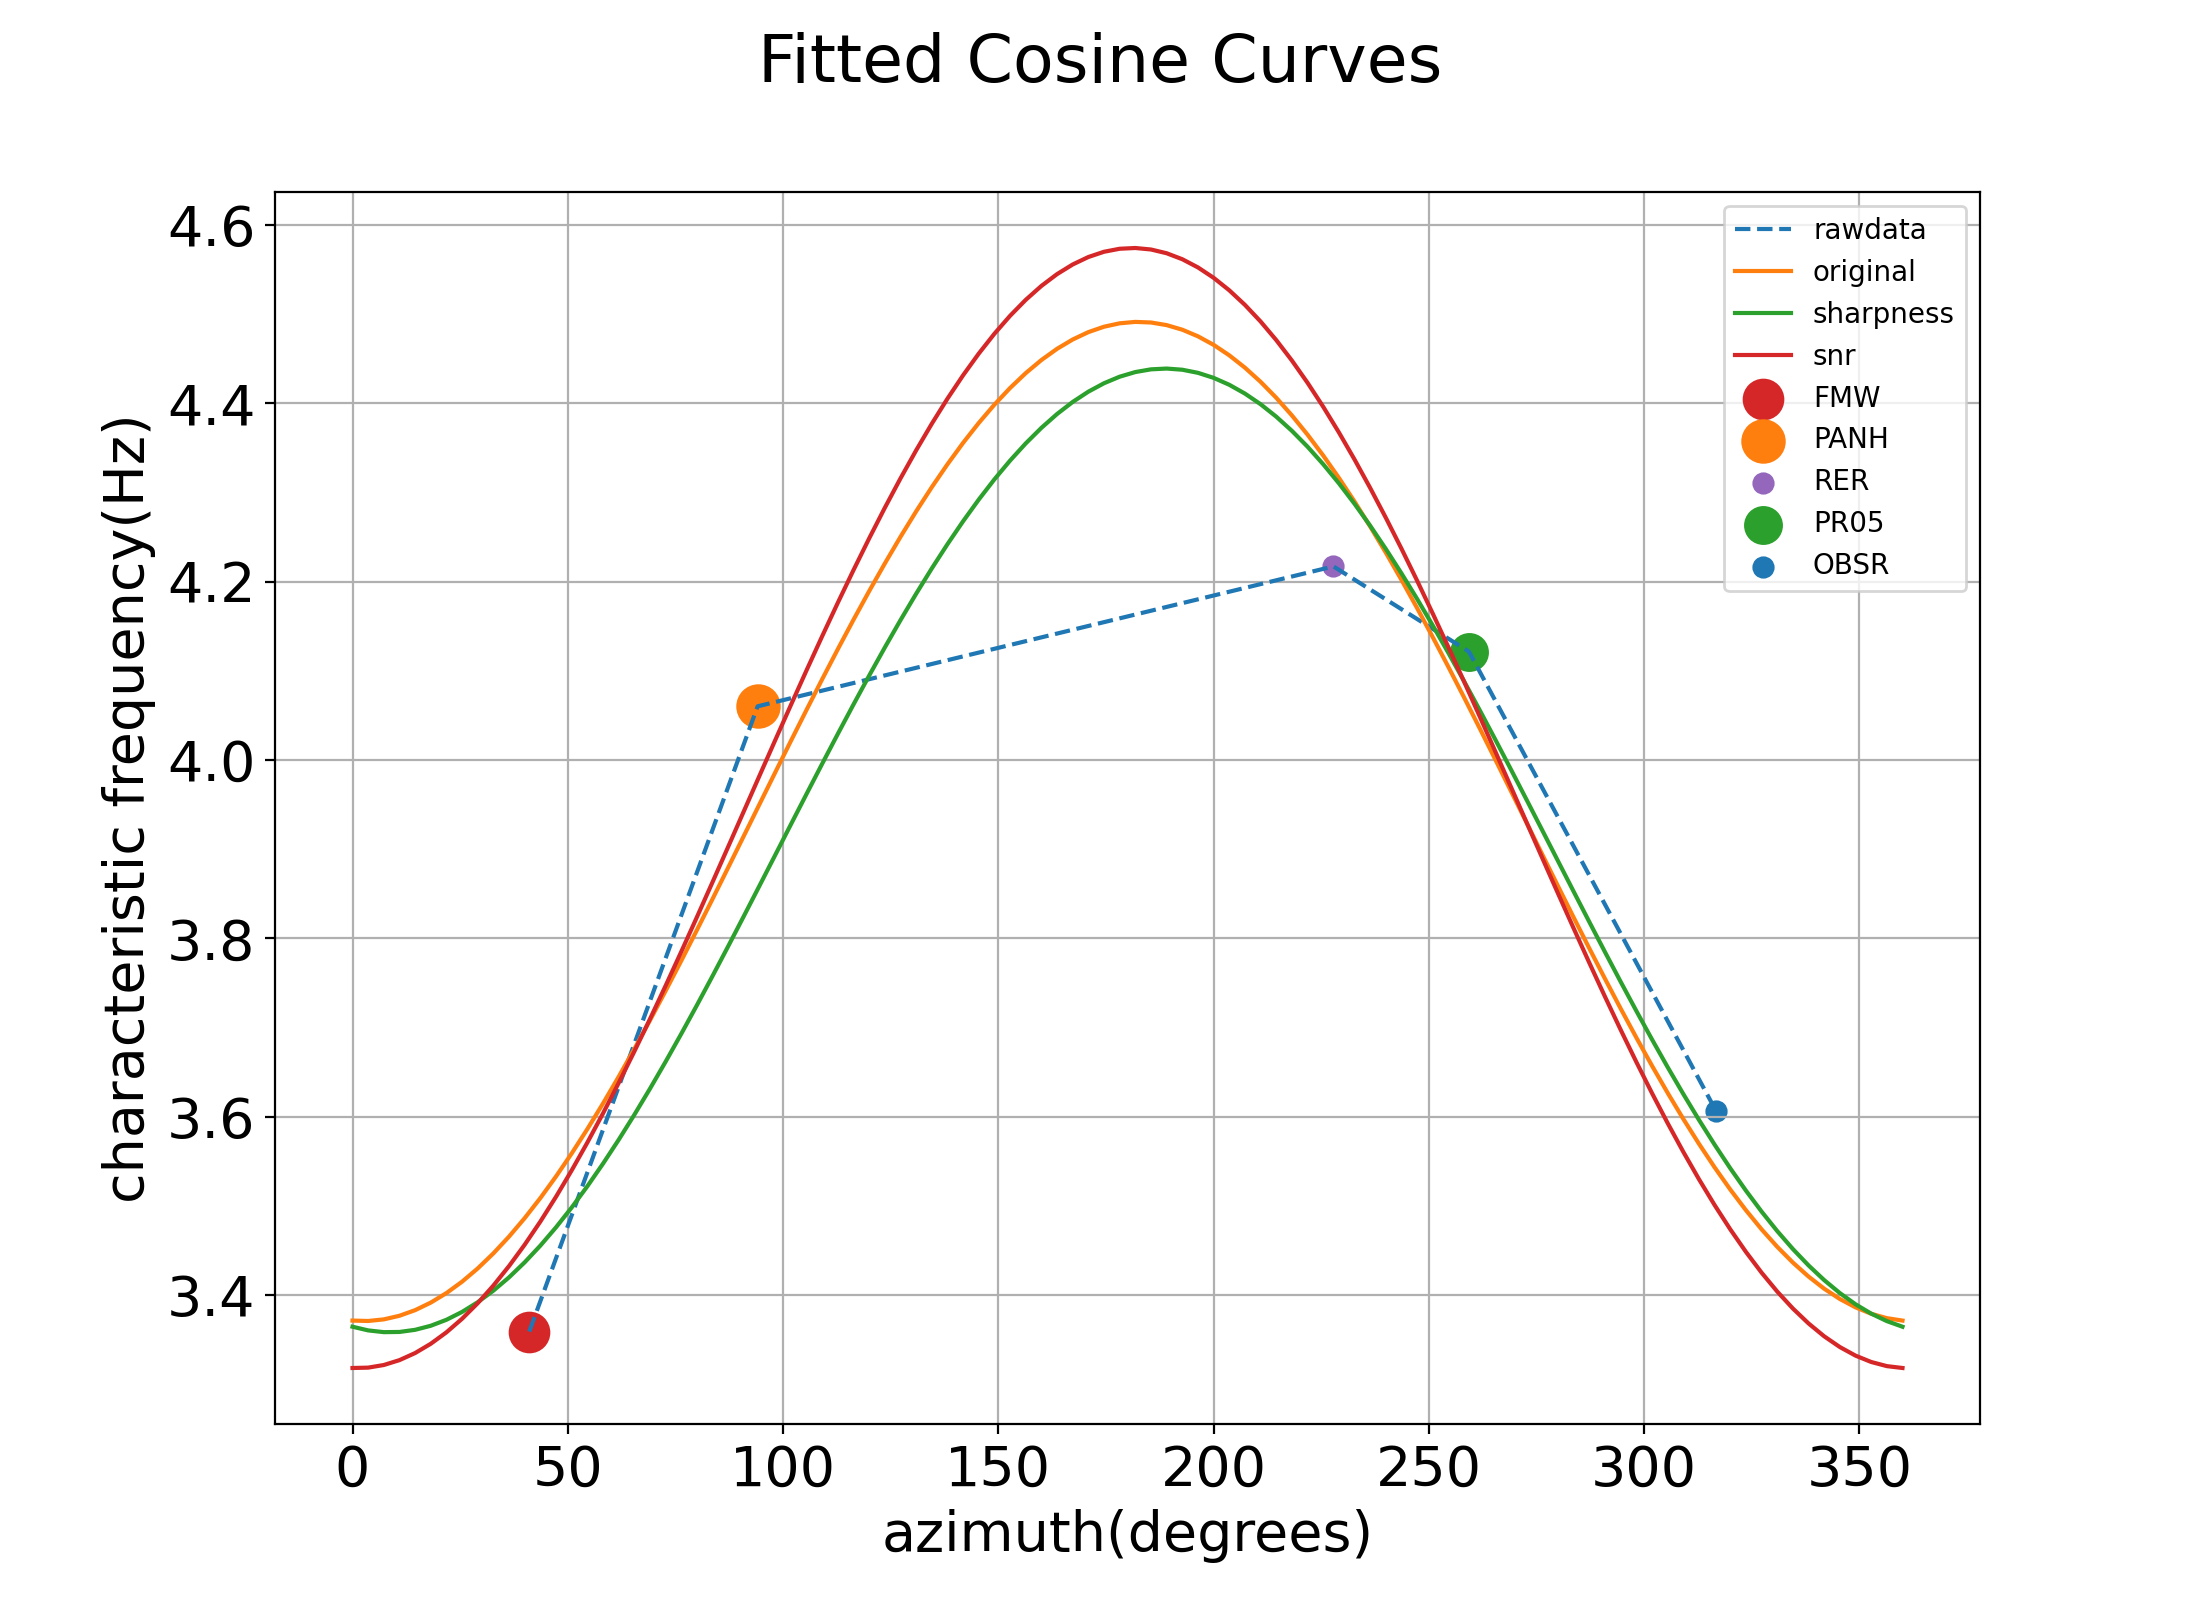 Fitted Cosine Curves
4.6
4.4
4.2
4.0
3.8
3.6
3.4
characteristic frequency(Hz)
rawdata
original
sharpness
snr
FMW
PANH
RER
PR05
OBSR
0 50 100 150 200 250 300 350
azimuth(degrees)